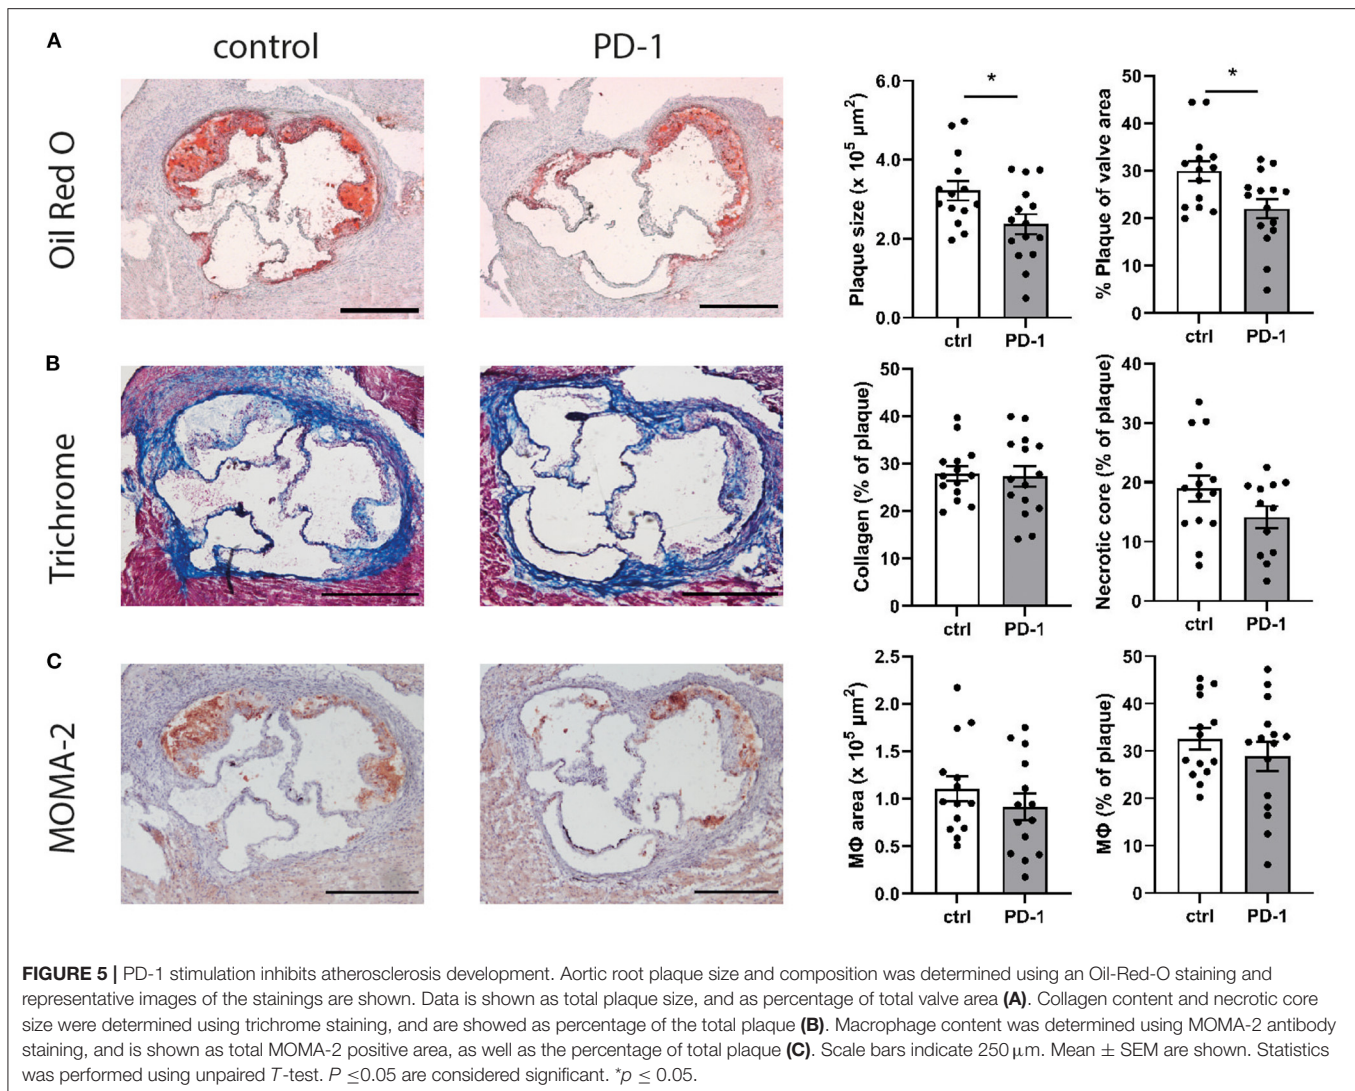 A
control
PD-1
Oil Red O
Plaque size (x 10⁵ µm²)
6.0
4.0
2.0
0.0
*
ctrl
PD-1
% Plaque of valve area
50
40
30
20
10
0
*
ctrl
PD-1
B
Trichrome
Collagen (% of plaque)
50
40
30
20
10
0
ctrl
PD-1
Necrotic core (% of plaque)
40
30
20
10
0
ctrl
PD-1
C
MOMA-2
MΦ area (x 10⁵ µm²)
2.5
2.0
1.5
1.0
0.5
0.0
ctrl
PD-1
MΦ (% of plaque)
50
40
30
20
10
0
ctrl
PD-1
FIGURE 5 | PD-1 stimulation inhibits atherosclerosis development. Aortic root plaque size and composition was determined using an Oil-Red-O staining and
representative images of the stainings are shown. Data is shown as total plaque size, and as percentage of total valve area (A). Collagen content and necrotic core
size were determined using trichrome staining, and are showed as percentage of the total plaque (B). Macrophage content was determined using MOMA-2 antibody
staining, and is shown as total MOMA-2 positive area, as well as the percentage of total plaque (C). Scale bars indicate 250 µm. Mean ± SEM are shown. Statistics
was performed using unpaired T-test. P ≤0.05 are considered significant. *p ≤ 0.05.